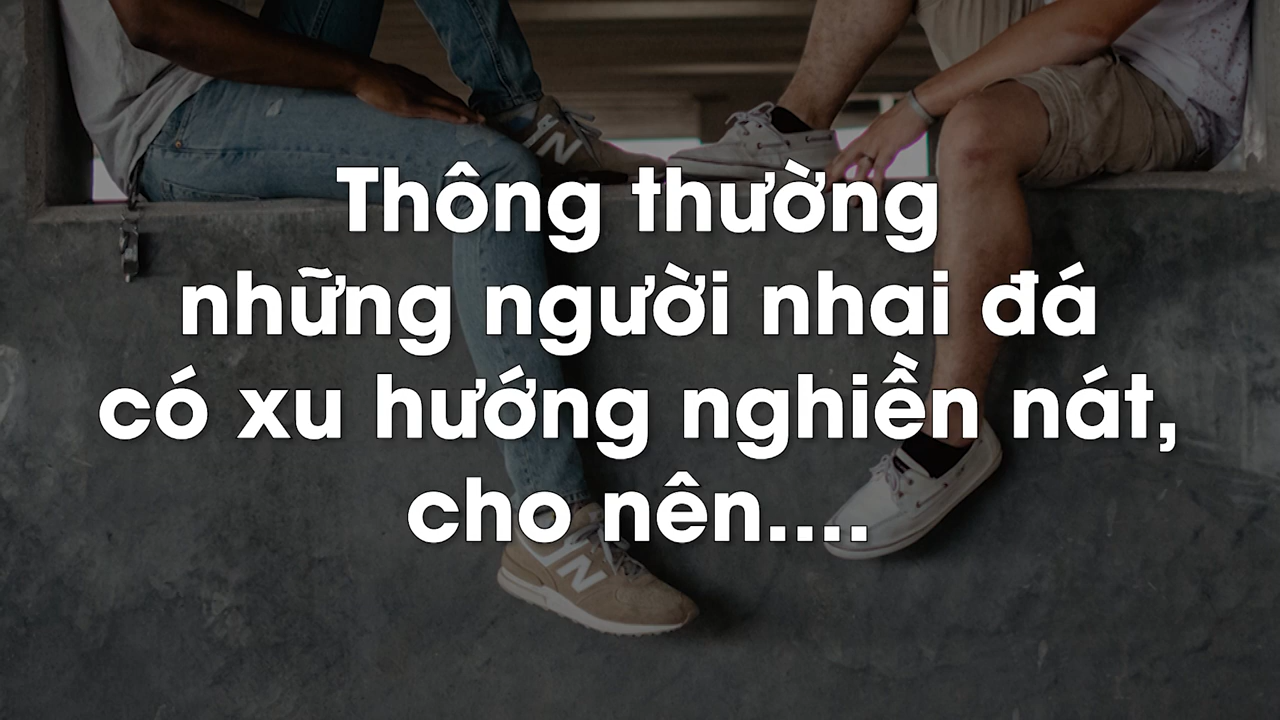 Thông thường
những người nhai đá
có xu hướng nghiền nát,
cho nên....
N
N